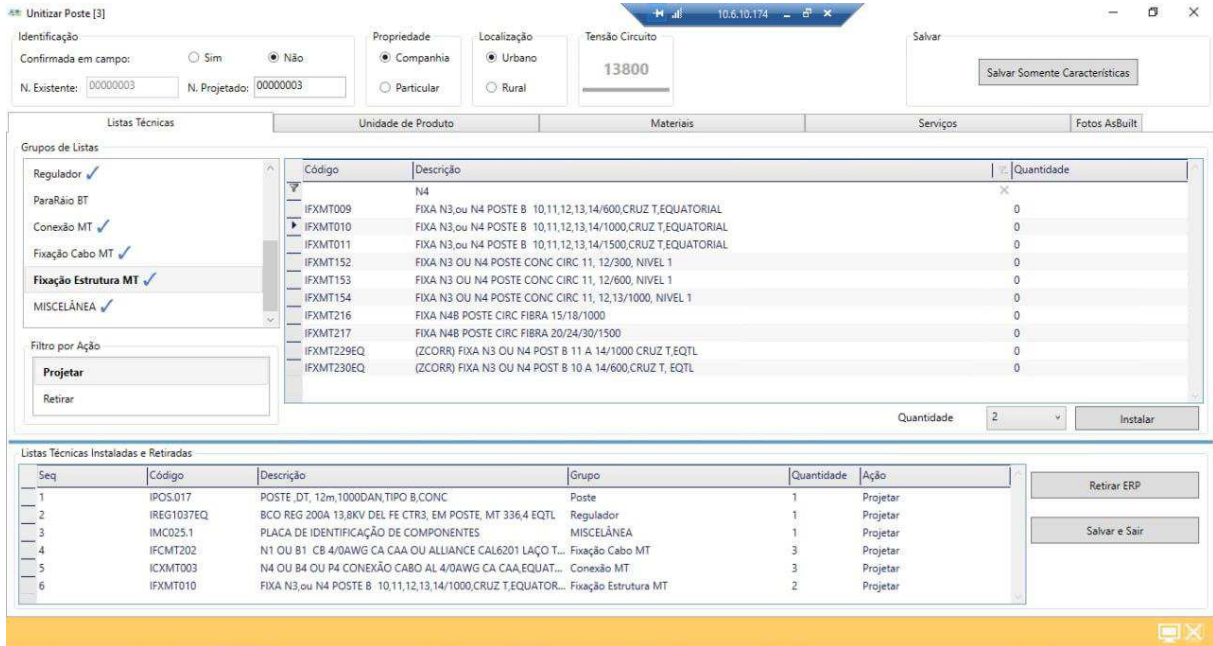 Unitizar Poste [3]
10.6.10.174
Identificação
Confirmada em campo: Sim Não
N. Existente: 00000003 N. Projetado: 00000003
Propriedade
Companhia
Particular
Localização
Urbano
Rural
Tensão Circuito
13800
Salvar
Salvar Somente Características
Listas Técnicas Unidade de Produto Materiais Serviços Fotos AsBuilt
Grupos de Listas
Regulador
ParaRáio BT
Conexão MT
Fixação Cabo MT
Fixação Estrutura MT
MISCELÂNEA
Filtro por Ação
Projetar
Retirar
Código Descrição Quantidade
N4
IFXMT009 FIXA N3,ou N4 POSTE B 10,11,12,13,14/600,CRUZ T,EQUATORIAL 0
IFXMT010 FIXA N3,ou N4 POSTE B 10,11,12,13,14/1000,CRUZ T,EQUATORIAL 0
IFXMT011 FIXA N3,ou N4 POSTE B 10,11,12,13,14/1500,CRUZ T,EQUATORIAL 0
IFXMT152 FIXA N3 OU N4 POSTE CONC CIRC 11, 12/300, NIVEL 1 0
IFXMT153 FIXA N3 OU N4 POSTE CONC CIRC 11, 12/600, NIVEL 1 0
IFXMT154 FIXA N3 OU N4 POSTE CONC CIRC 11, 12,13/1000, NIVEL 1 0
IFXMT216 FIXA N4B POSTE CIRC FIBRA 15/18/1000 0
IFXMT217 FIXA N4B POSTE CIRC FIBRA 20/24/30/1500 0
IFXMT229EQ (ZCORR) FIXA N3 OU N4 POST B 11 A 14/1000 CRUZ T,EQTL 0
IFXMT230EQ (ZCORR) FIXA N3 OU N4 POST B 10 A 14/600,CRUZ T, EQTL 0
Quantidade 2 Instalar
Listas Técnicas Instaladas e Retiradas
Seq Código Descrição Grupo Quantidade Ação
1 IPOS.017 POSTE ,DT, 12m,1000DAN,TIPO B,CONC Poste 1 Projetar
2 IREG1037EQ BCO REG 200A 13,8KV DEL FE CTR3, EM POSTE, MT 336,4 EQTL Regulador 1 Projetar
3 IMC025.1 PLACA DE IDENTIFICAÇÃO DE COMPONENTES MISCELÂNEA 1 Projetar
4 IFCMT202 N1 OU B1 CB 4/0AWG CA CAA OU ALLIANCE CAL6201 LAÇO T... Fixação Cabo MT 3 Projetar
5 ICXMT003 N4 OU B4 OU P4 CONEXÃO CABO AL 4/0AWG CA CAA,EQUAT... Conexão MT 3 Projetar
6 IFXMT010 FIXA N3,ou N4 POSTE B 10,11,12,13,14/1000,CRUZ T,EQUATOR... Fixação Estrutura MT 2 Projetar
Retirar ERP
Salvar e Sair